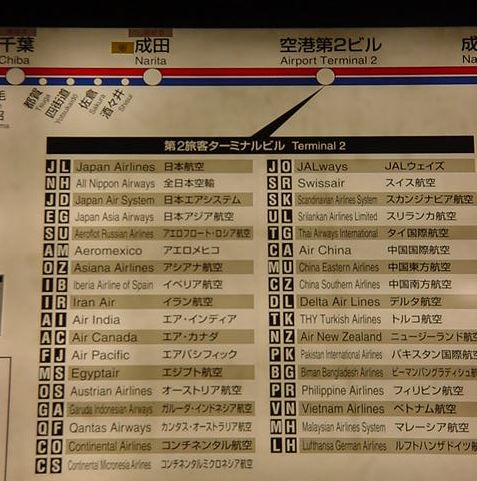 千葉 成田 空港第2ビル 成
Chiba Narita Airport Terminal 2 Na
都賀 四街道 佐倉 酒々井
Tsuga Yotsukaido Sakura Shisui
第2旅客ターミナルビル Terminal 2
JL Japan Airlines 日本航空
NH All Nippon Airways 全日本空輸
JD Japan Air System 日本エアシステム
EG Japan Asia Airways 日本アジア航空
SU Aeroflot Russian Airlines アエロフロート・ロシア航空
AM Aeromexico アエロメヒコ
OZ Asiana Airlines アシアナ航空
IB Iberia Airline of Spain イベリア航空
IR Iran Air イラン航空
AI Air India エア・インディア
AC Air Canada エア・カナダ
FJ Air Pacific エアパシフィック
MS Egyptair エジプト航空
OS Austrian Airlines オーストリア航空
GA Garuda Indonesian Airways ガルーダ・インドネシア航空
QF Qantas Airways カンタス・オーストラリア航空
CO Continental Airlines コンチネンタル航空
CS Continental Micronesia Airlines コンチネンタルミクロネシア航空
JO JALways JALウェイズ
SR Swissair スイス航空
SK Scandinavian Airlines System スカンジナビア航空
UL Srilankan Airlines Limited スリランカ航空
TG Thai Airways International タイ国際航空
CA Air China 中国国際航空
MU China Eastern Airlines 中国東方航空
CZ China Southern Airlines 中国南方航空
DL Delta Air Lines デルタ航空
TK THY Turkish Airlines トルコ航空
NZ Air New Zealand ニュージーランド航
PK Pakistan International Airlines パキスタン国際航
BG Biman Bangladesh Airlines ビーマンバングラディシュ航
PR Philippine Airlines フィリピン航空
VN Vietnam Airlines ベトナム航空
MH Malaysian Airlines System マレーシア航空
LH Lufthansa German Airlines ルフトハンザドイツ航